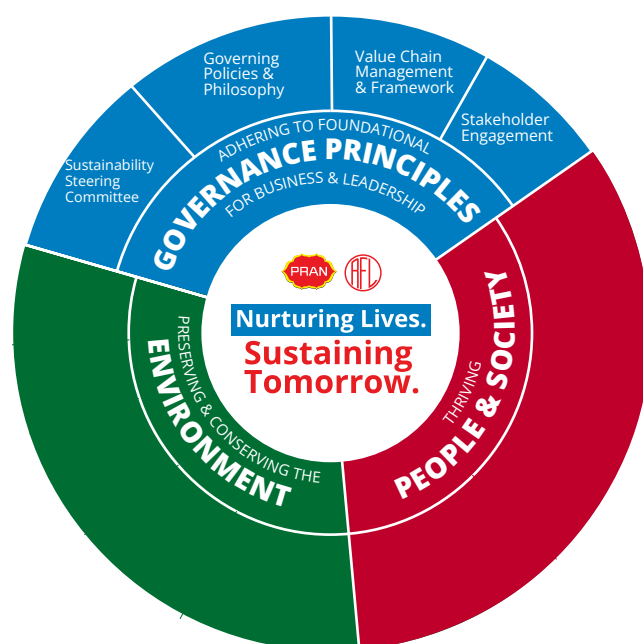 Governing
Policies &
Philosophy
Value Chain
Management
& Framework
Stakeholder
Engagement
Sustainability
Steering
Committee
ADHERING TO FOUNDATIONAL
GOVERNANCE PRINCIPLES
FOR BUSINESS & LEADERSHIP
PRAN
RFL
Nurturing Lives.
Sustaining
Tomorrow.
THRIVING
PEOPLE & SOCIETY
PRESERVING & CONSERVING THE
ENVIRONMENT